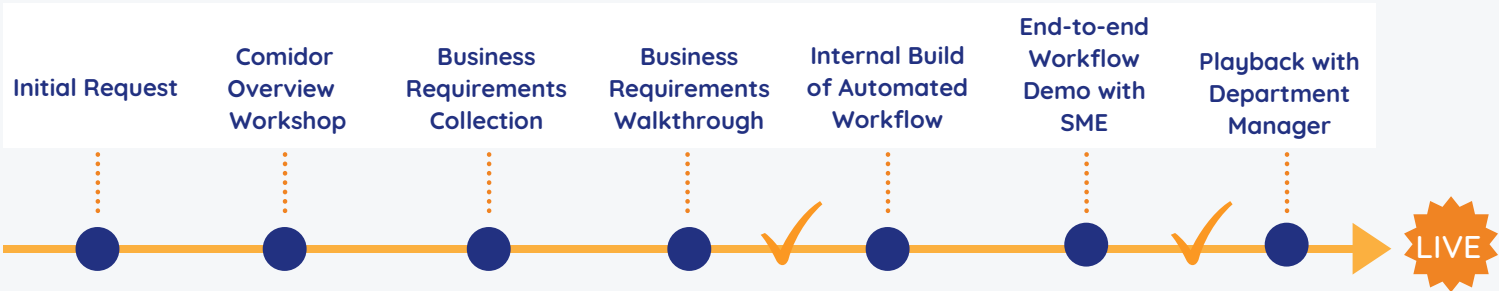 Initial Request
Comidor
Overview
Workshop
Business
Requirements
Collection
Business
Requirements
Walkthrough
Internal Build
of Automated
Workflow
End-to-end
Workflow
Demo with
SME
Playback with
Department
Manager
LIVE